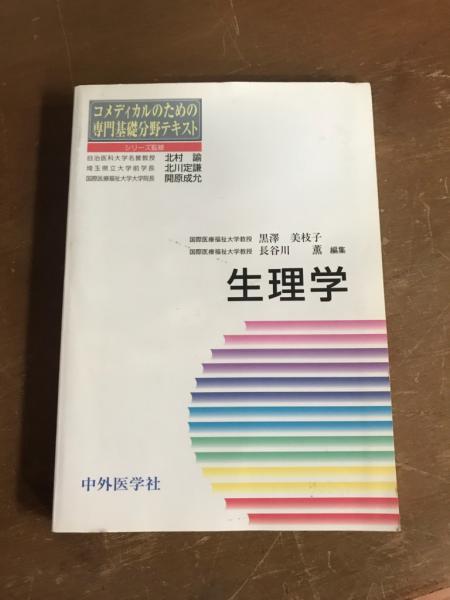 コメディカルのための
専門基礎分野テキスト
シリーズ監修
自治医科大学名誉教授 北村 諭
埼玉県立大学前学長 北川定謙
国際医療福祉大学大学院長 開原成允
国際医療福祉大学教授 黒澤 美枝子
国際医療福祉大学教授 長谷川 薫 編集
生理学
中外医学社